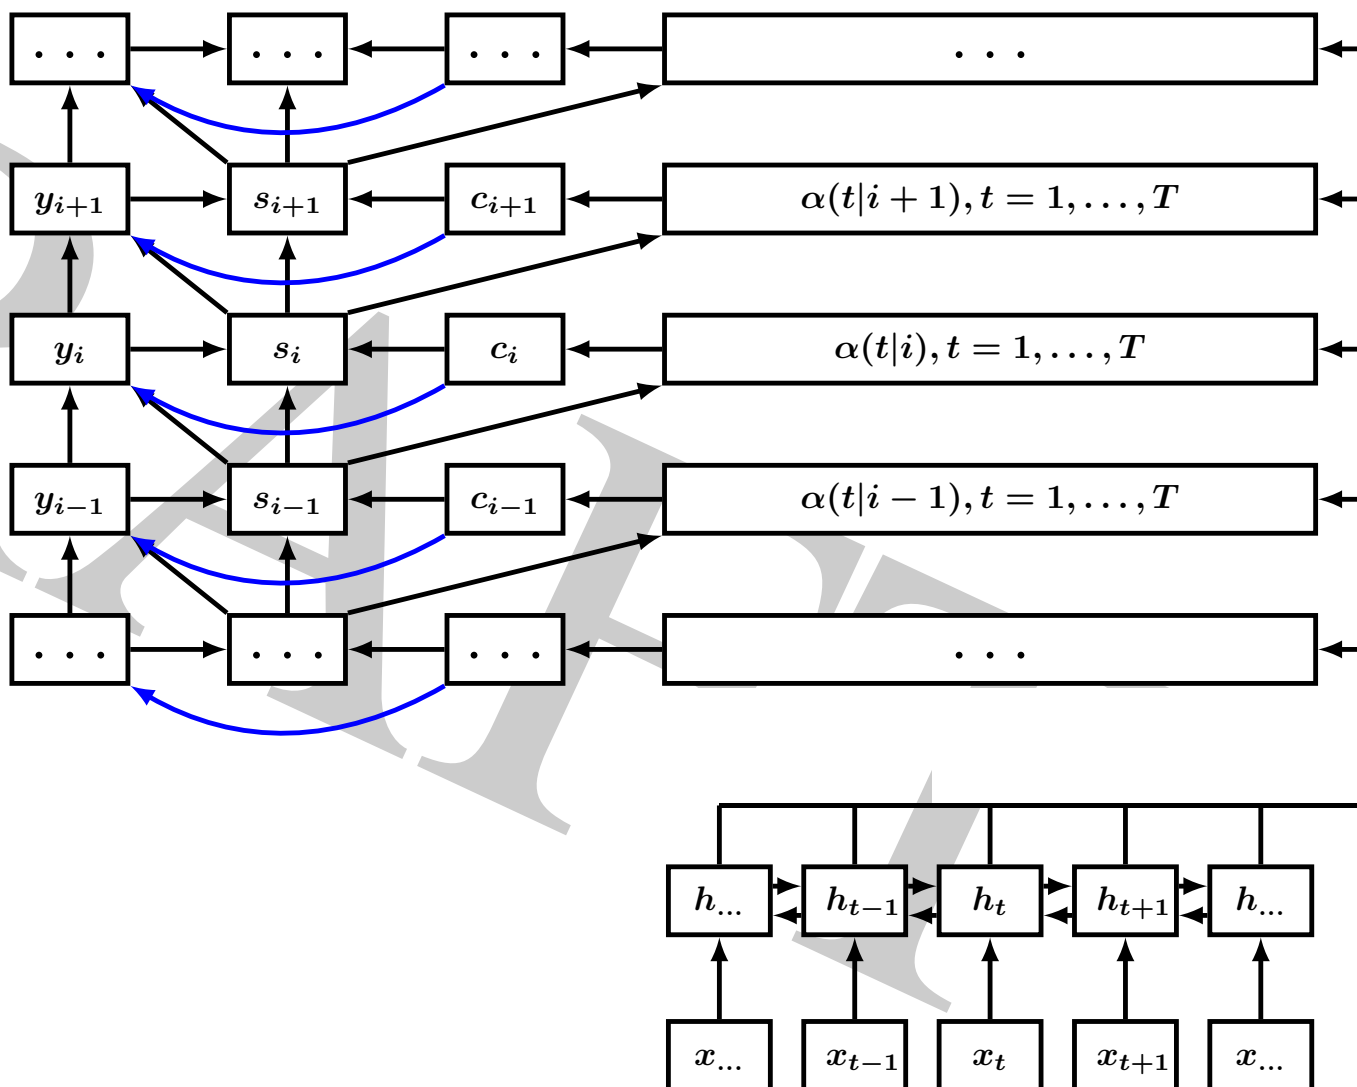 . . . . . . . . . . . .
y_{i+1} s_{i+1} c_{i+1} α(t|i + 1), t = 1, . . . , T
y_i s_i c_i α(t|i), t = 1, . . . , T
y_{i−1} s_{i−1} c_{i−1} α(t|i − 1), t = 1, . . . , T
. . . . . . . . . . . .
h_{...} h_{t−1} h_t h_{t+1} h_{...}
x_{...} x_{t−1} x_t x_{t+1} x_{...}